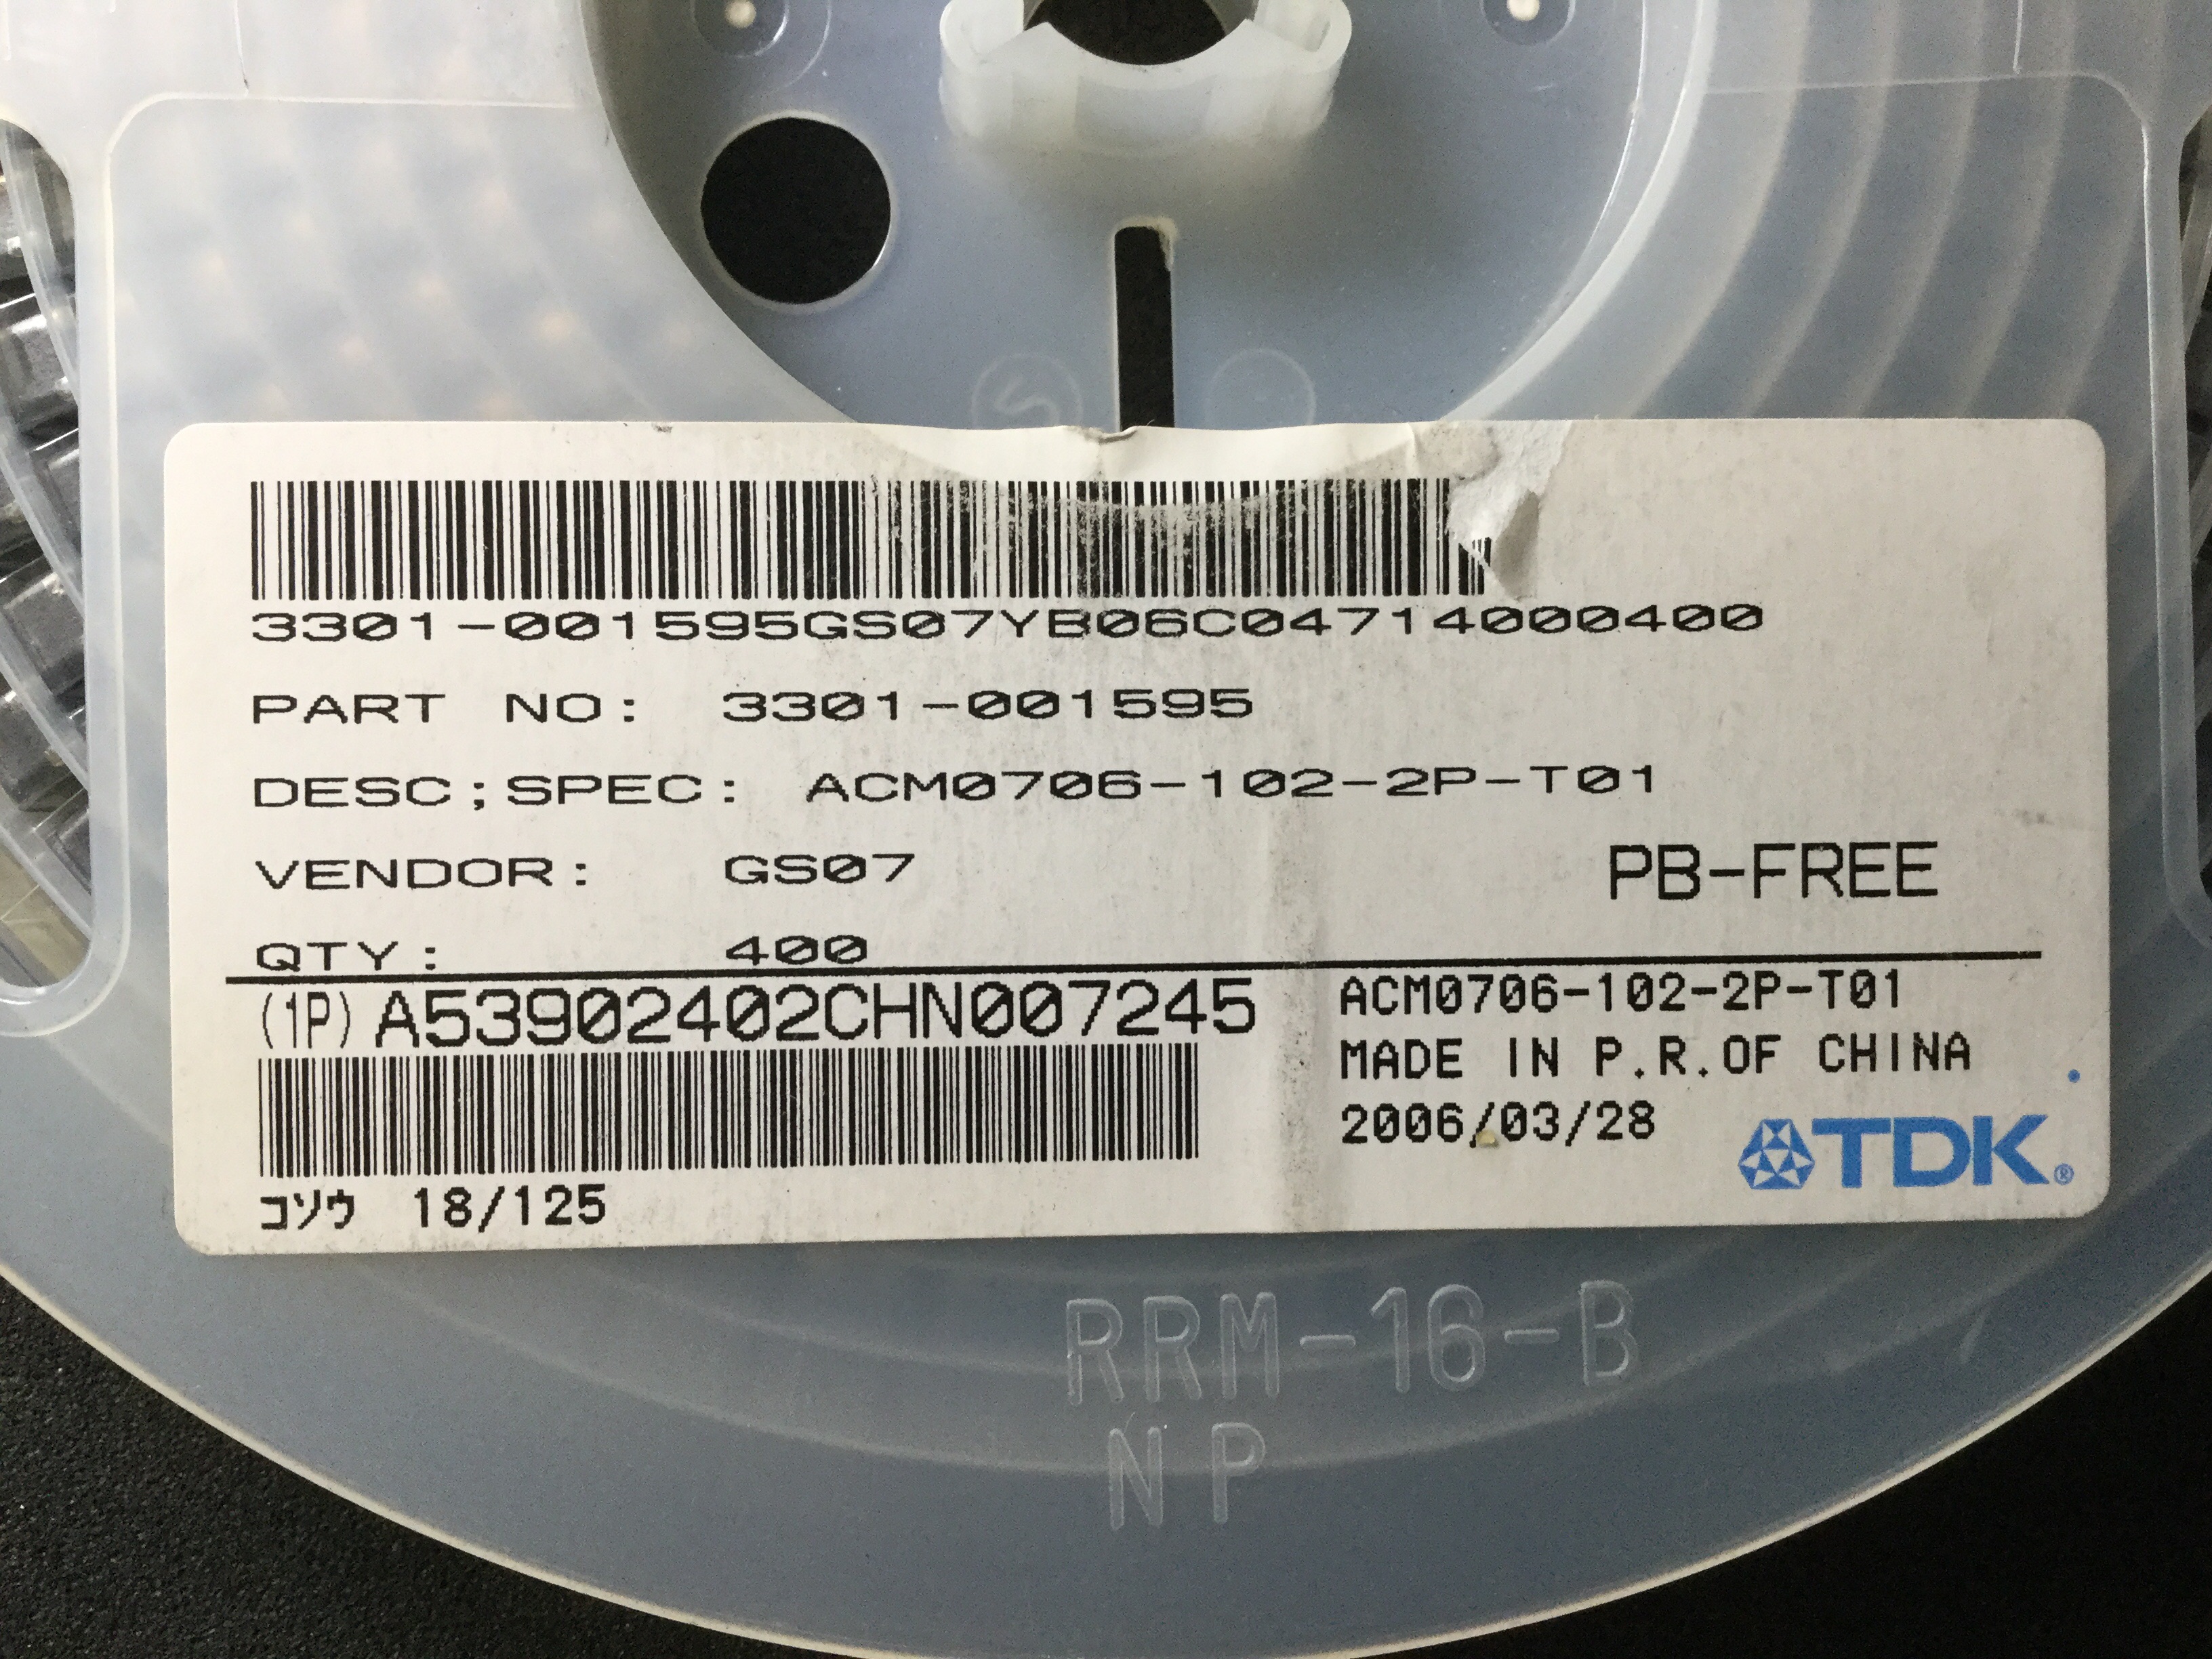 3301-001595GS07YB06C04714000400
PART NO: 3301-001595
DESC;SPEC: ACM0706-102-2P-T01
VENDOR: GS07
PB-FREE
QTY: 400
(1P) A53902402CHN007245
ACM0706-102-2P-T01
MADE IN P.R.OF CHINA
2006/03/28
コソウ 18/125
TDK®
RRM-16-B
NP
5